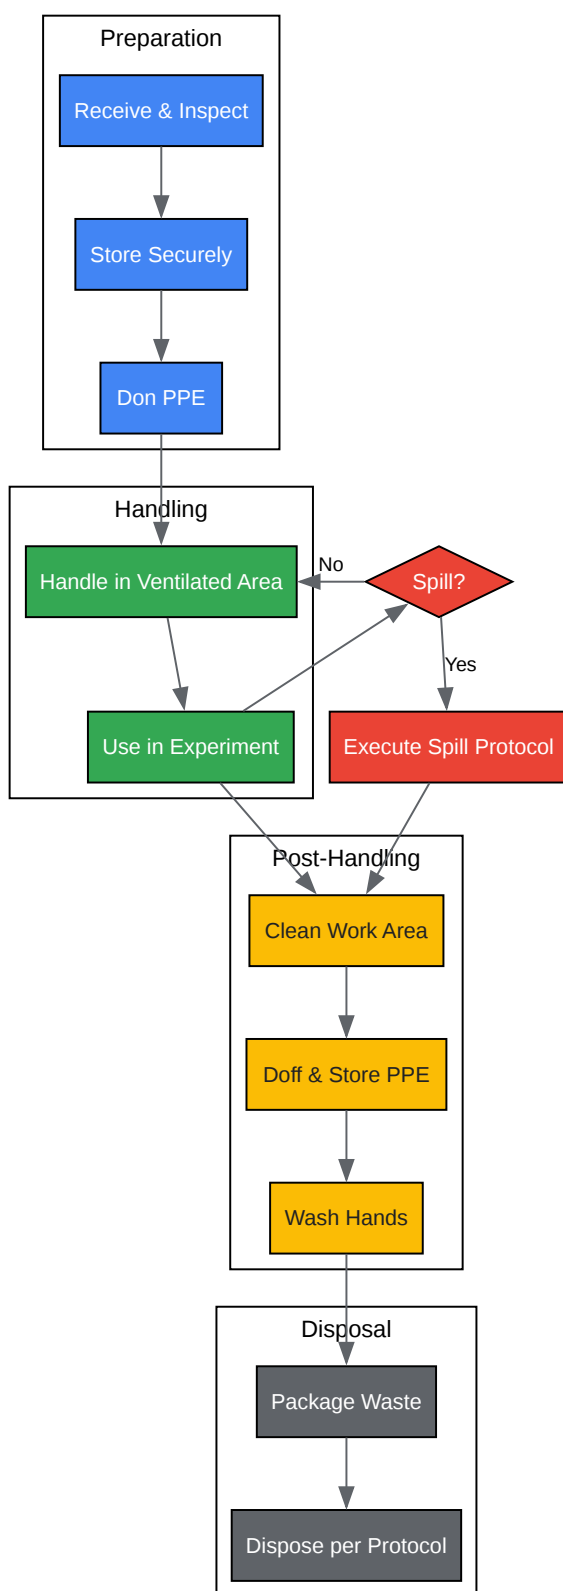 Preparation
Receive & Inspect
Store Securely
Don PPE
Handling
Handle in Ventilated Area
No
Spill?
Yes
Use in Experiment
Execute Spill Protocol
Post-Handling
Clean Work Area
Doff & Store PPE
Wash Hands
Disposal
Package Waste
Dispose per Protocol